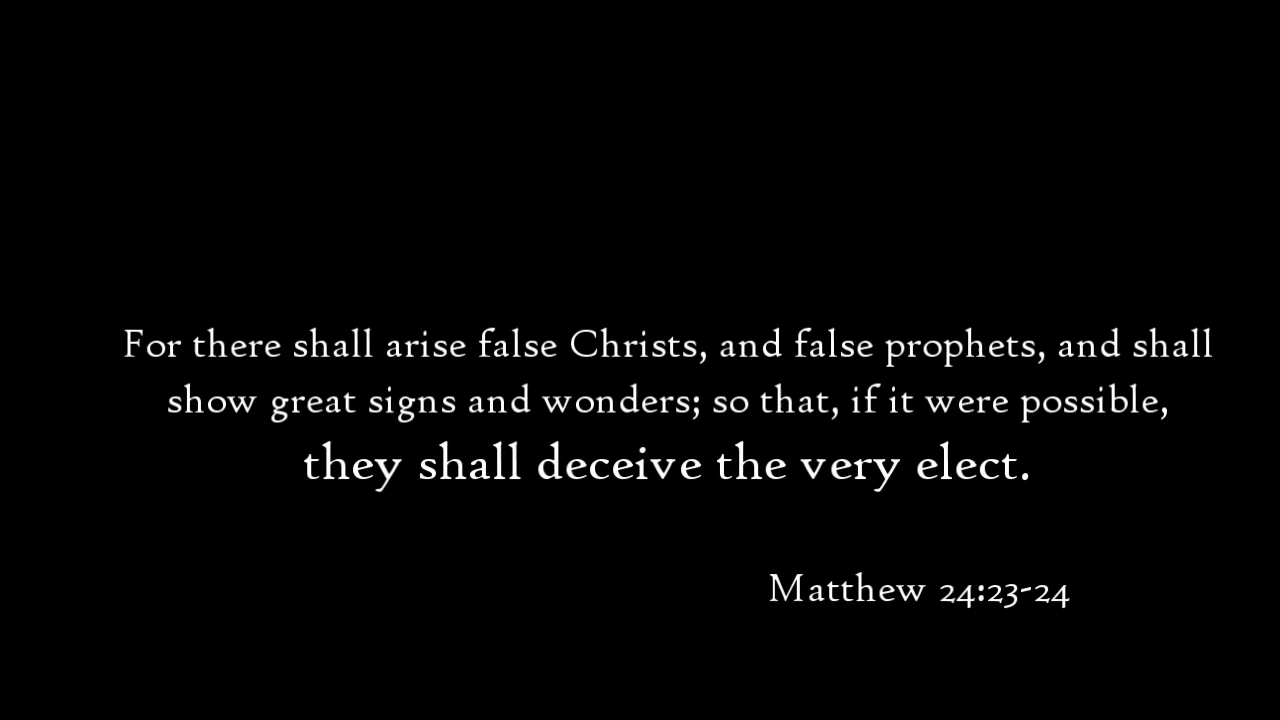 For there shall arise false Christs, and false prophets, and shall
show great signs and wonders; so that, if it were possible,
they shall deceive the very elect.
Matthew 24:23-24